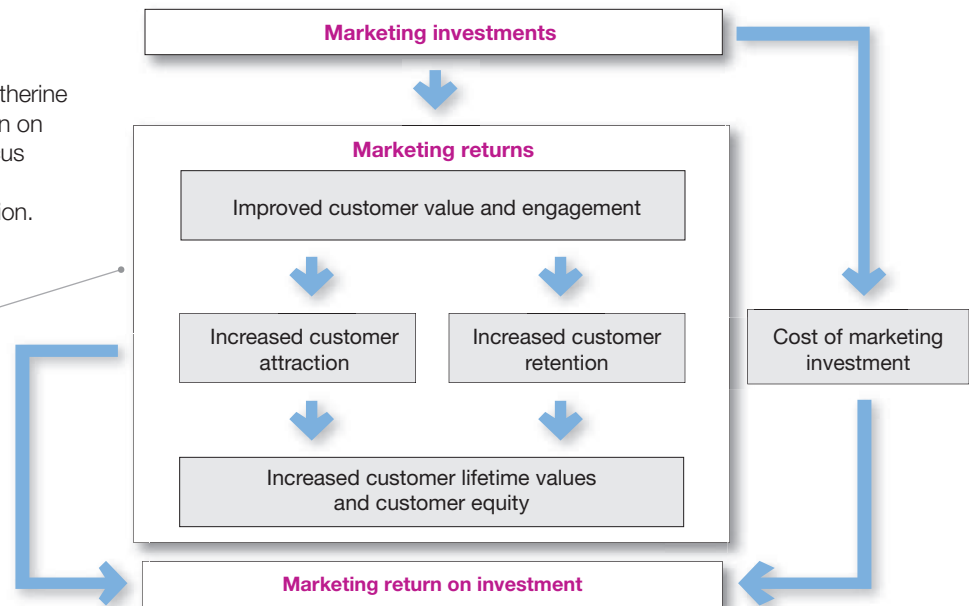 Marketing investments
on
Marketing returns
Improved customer value and engagement
Increased customer
attraction
Increased customer
retention
Cost of marketing
investment
Increased customer lifetime values
and customer equity
Marketing return on investment